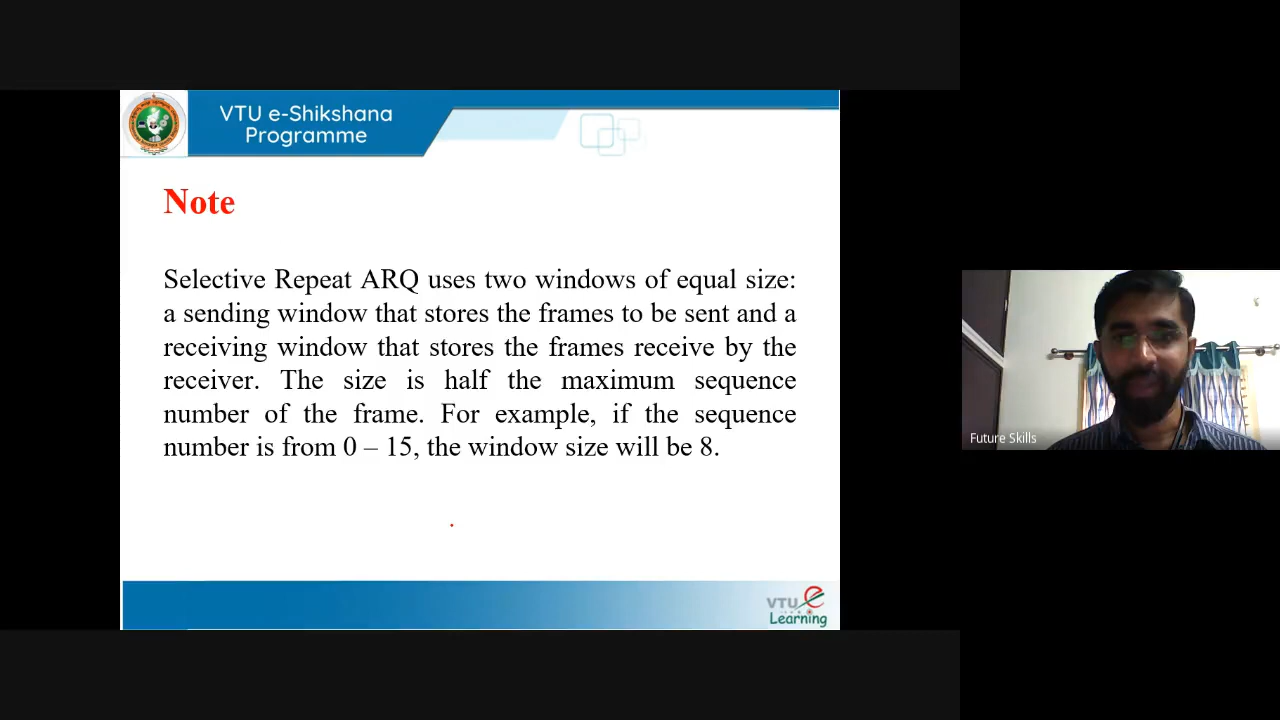 VTU e-Shikshana
Programme
Note
Selective Repeat ARQ uses two windows of equal size:
a sending window that stores the frames to be sent and a
receiving window that stores the frames receive by the
receiver. The size is half the maximum sequence
number of the frame. For example, if the sequence
number is from 0 – 15, the window size will be 8.
Future Skills
VTU e
Learning